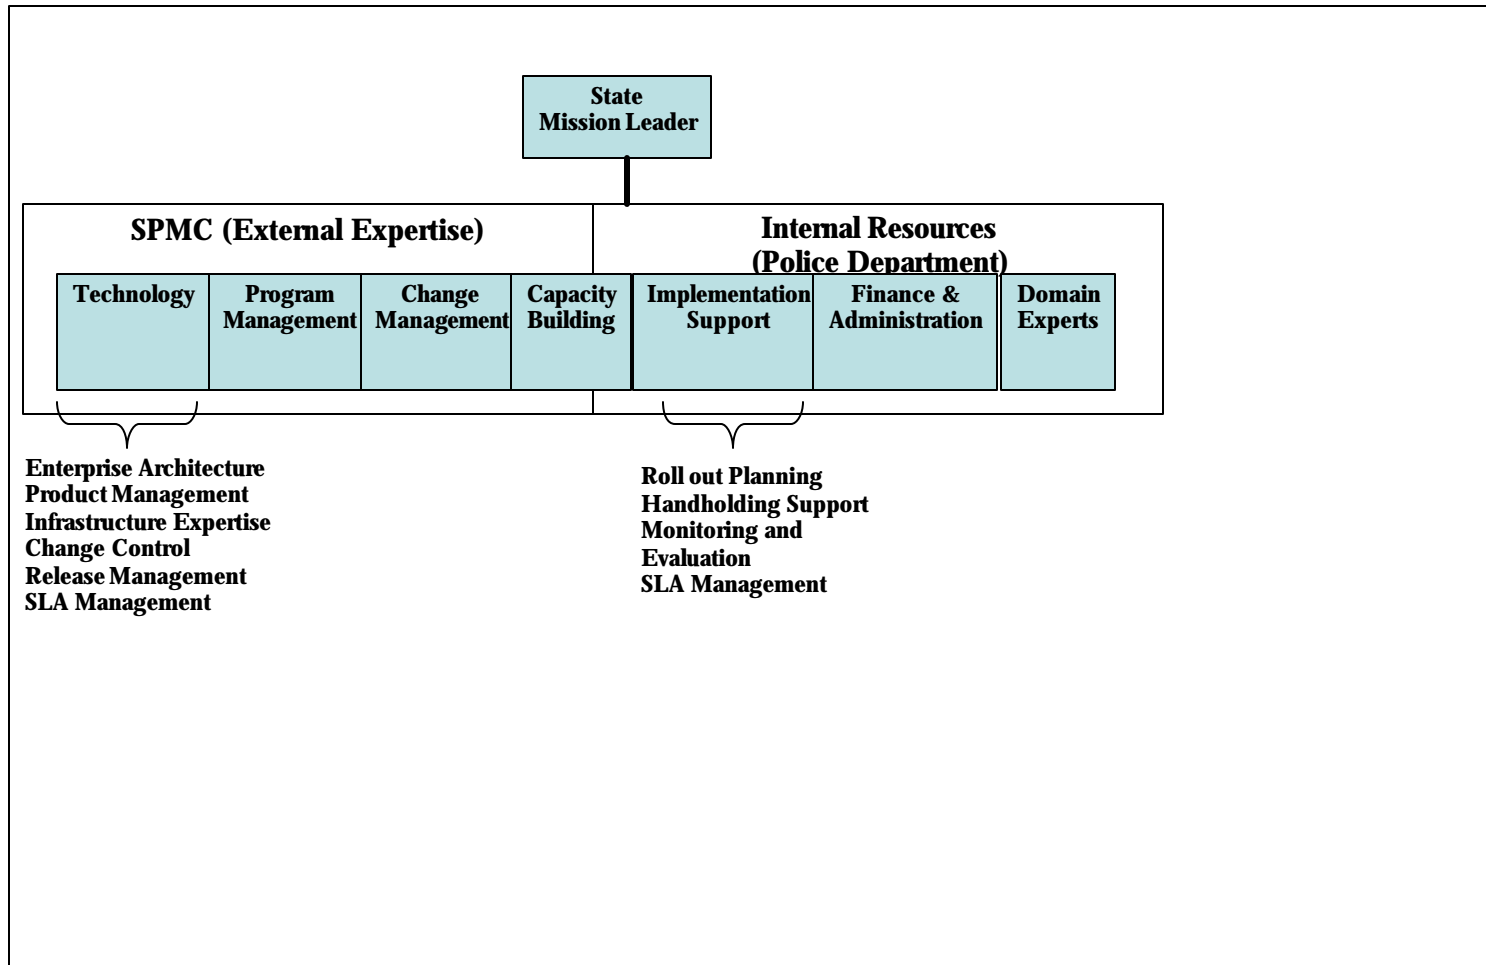 State
Mission Leader
SPMC (External Expertise)
Internal Resources
(Police Department)
Technology
Program
Management
Change
Management
Capacity
Building
Implementation
Support
Finance &
Administration
Domain
Experts
Enterprise Architecture
Product Management
Infrastructure Expertise
Change Control
Release Management
SLA Management
Roll out Planning
Handholding Support
Monitoring and
Evaluation
SLA Management